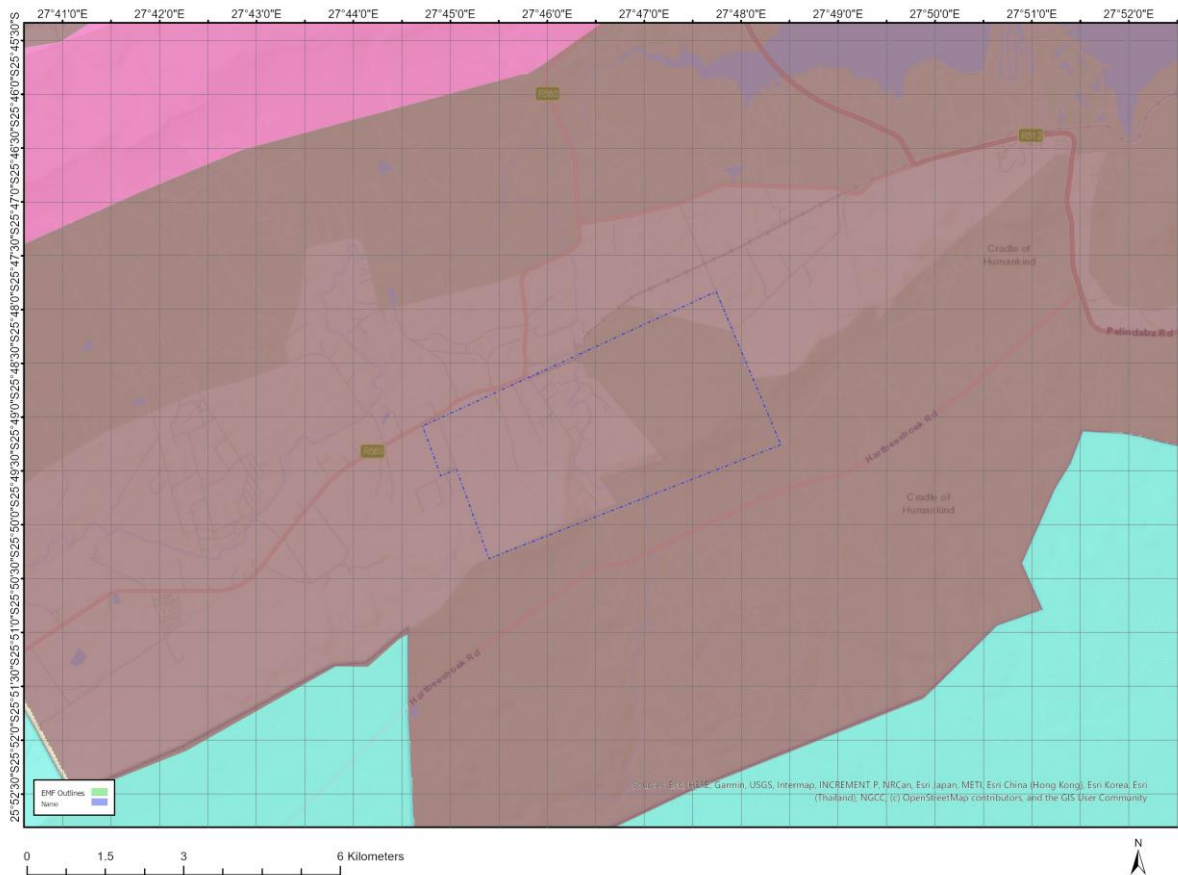 27°41'0"E 27°42'0"E 27°43'0"E 27°44'0"E 27°45'0"E 27°46'0"E 27°47'0"E 27°48'0"E 27°49'0"E 27°50'0"E 27°51'0"E 27°52'0"E
25°52'30"S 25°52'0"S 25°51'30"S 25°51'0"S 25°50'30"S 25°50'0"S 25°49'30"S 25°49'0"S 25°48'30"S 25°48'0"S 25°47'30"S 25°47'0"S 25°46'30"S 25°46'0"S 25°45'30"S
R560
R512
Cradle of
Humankind
Pelindaba Rd
Hartbeeshoek Rd
R560
Cradle of
Humankind
Hartbeeshoek Rd
EMF Outlines
Name
Sources: Esri, HERE, Garmin, USGS, Intermap, INCREMENT P, NRCan, Esri Japan, METI, Esri China (Hong Kong), Esri Korea, Esri
(Thailand), NGCC, (c) OpenStreetMap contributors, and the GIS User Community
0 1.5 3 6 Kilometers
N